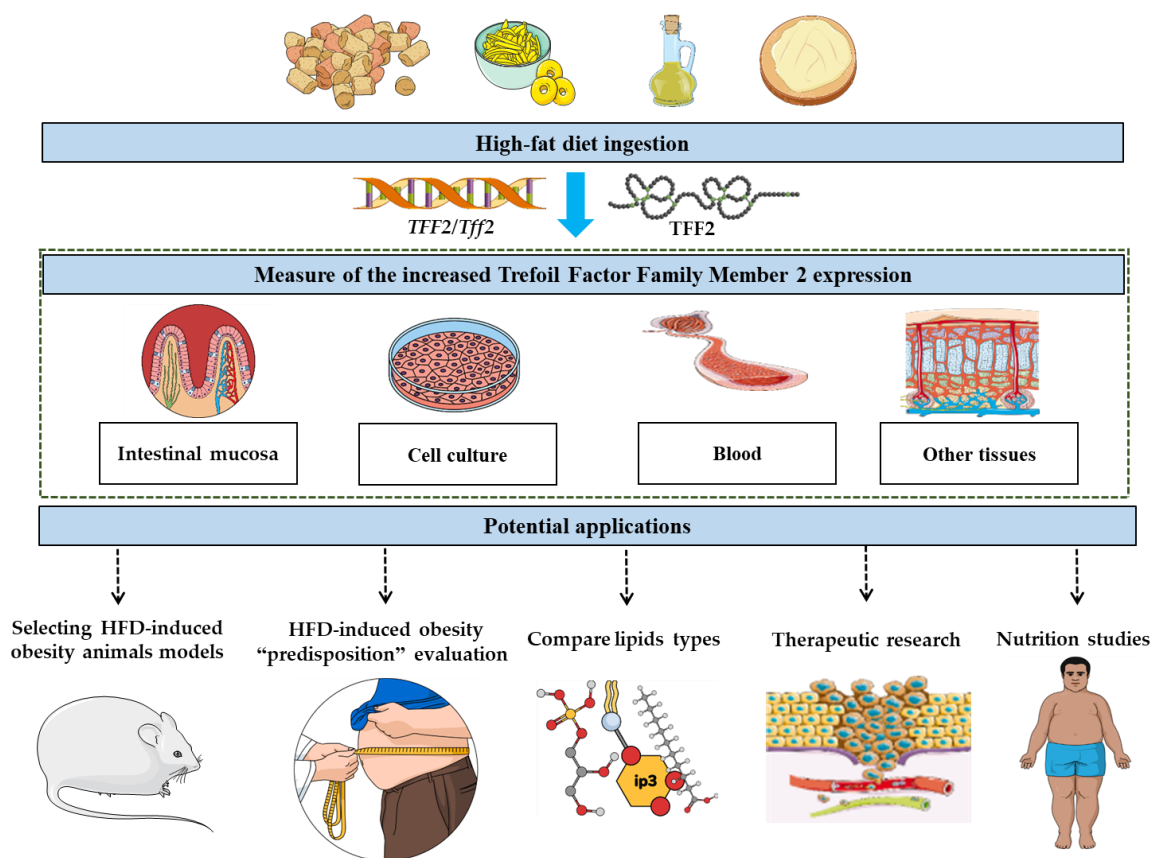 High-fat diet ingestion
TFF2/Tff2
TFF2
Measure of the increased Trefoil Factor Family Member 2 expression
Intestinal mucosa
Cell culture
Blood
Other tissues
Potential applications
Selecting HFD-induced
obesity animals models
HFD-induced obesity
“predisposition” evaluation
Compare lipids types
Therapeutic research
Nutrition studies
ip3